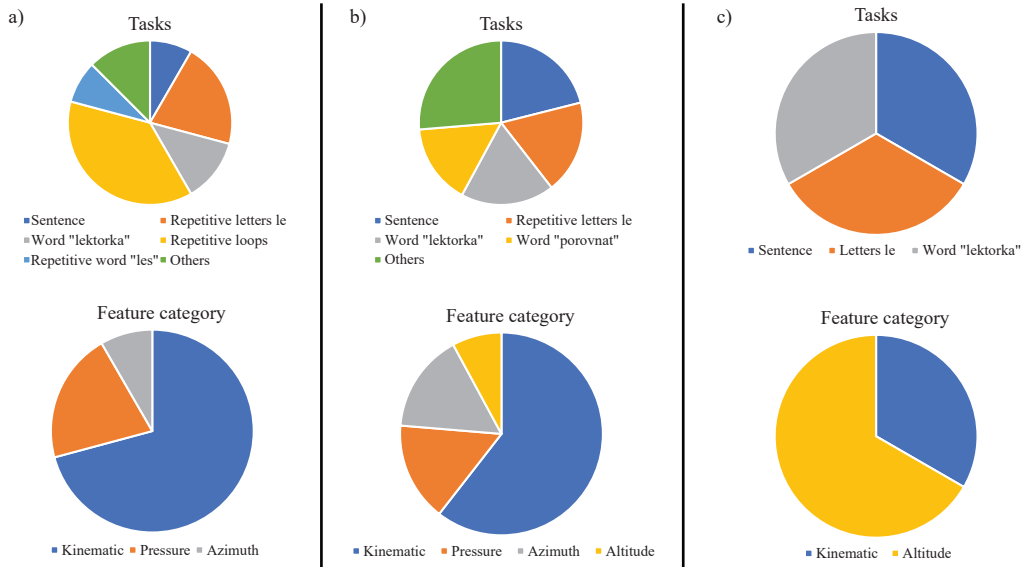 a)
Tasks
Sentence Repetitive letters le
Word "lektorka" Repetitive loops
Repetitive word "les" Others
Feature category
Kinematic Pressure Azimuth
b)
Tasks
Sentence Repetitive letters le
Word "lektorka" Word "porovnat"
Others
Feature category
Kinematic Pressure Azimuth Altitude
c)
Tasks
Sentence Letters le Word "lektorka"
Feature category
Kinematic Altitude